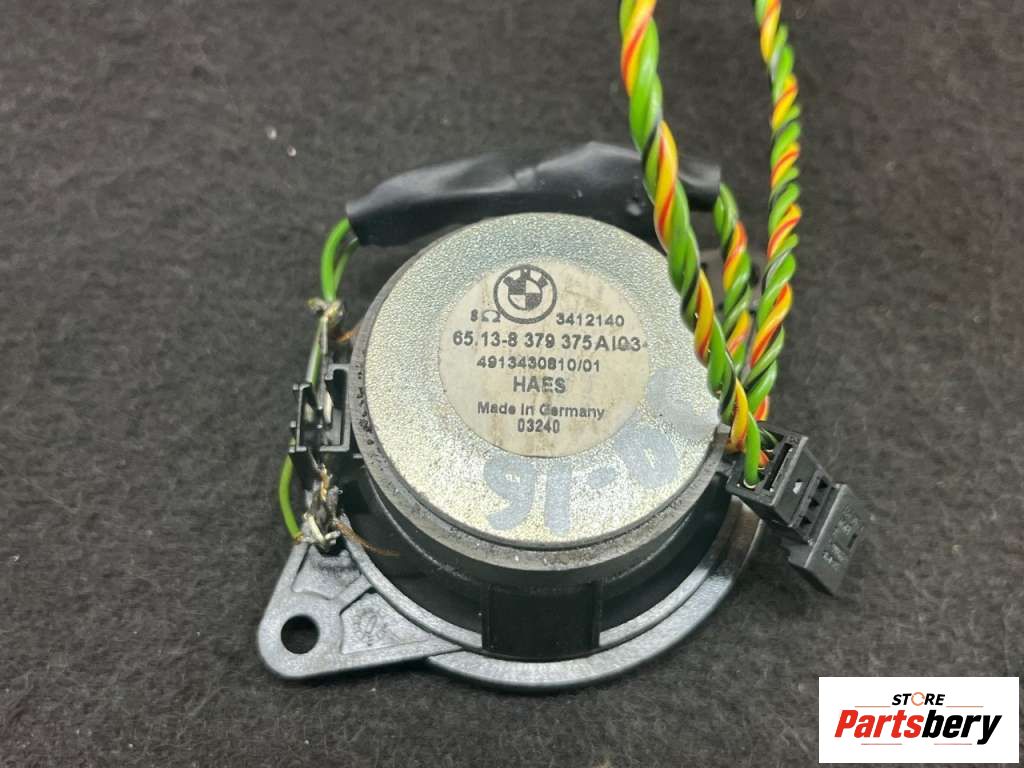 8Ω 3412140
65.13-8 379 375 AI03
4913430810/01
HAES
Made in Germany
03240
STORE
Partsbery